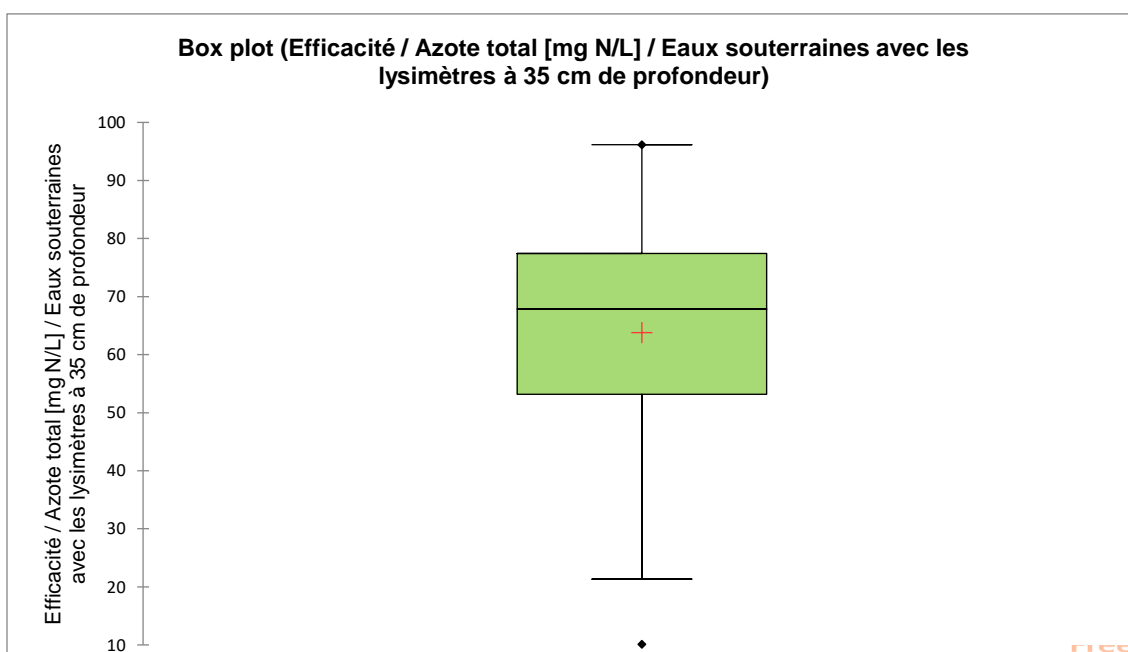 Box plot (Efficacité / Azote total [mg N/L] / Eaux souterraines avec les
lysimètres à 35 cm de profondeur)
Efficacité / Azote total [mg N/L] / Eaux souterraines
avec les lysimètres à 35 cm de profondeur
100
90
80
70
60
50
40
30
20
10